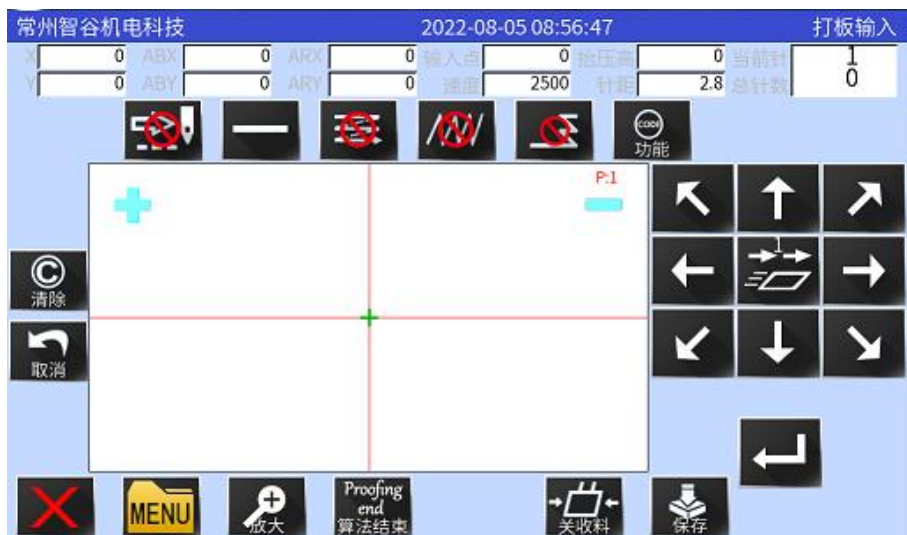 常州智谷机电科技 2022-08-05 08:56:47 打板输入
X 0 ABX 0 ARX 0 输入点 0 抬压高 0 当前针 1
Y 0 ABY 0 ARY 0 速度 2500 针距 2.8 总针数 0
CODE
功能
P:1
1
©
清除
取消
MENU
放大
Proofing
end
算法结束
关收料
保存